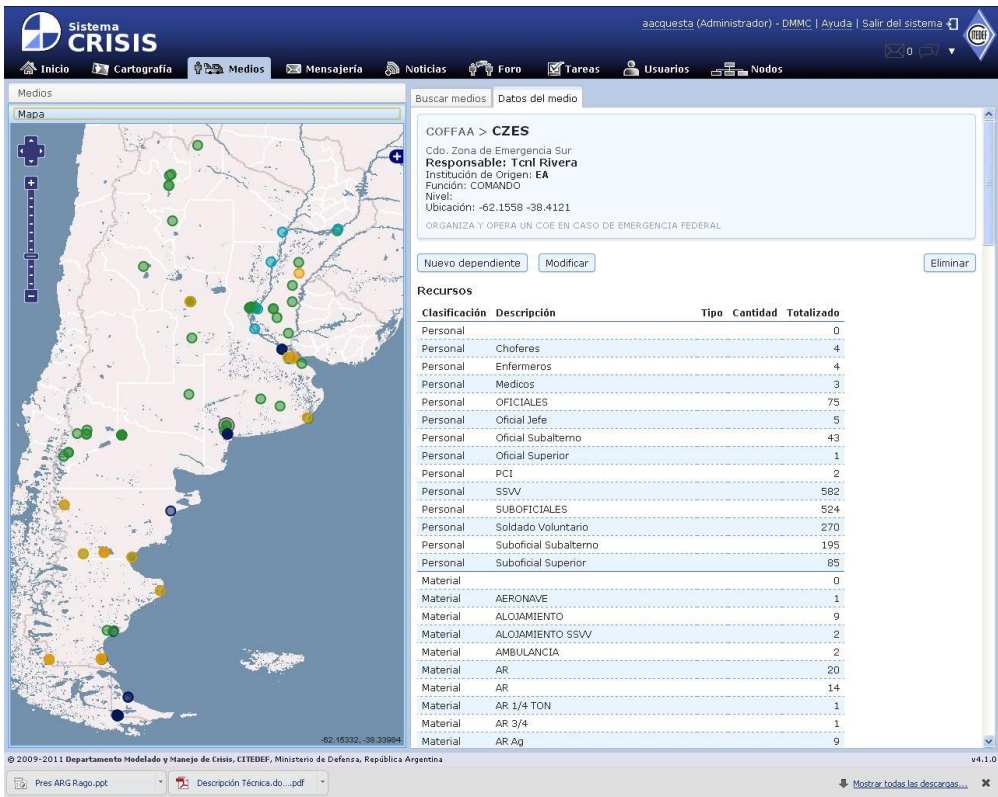 Sistema
CRISIS
aacquesta (Administrador) - DMMC | Ayuda | Salir del sistema
CITEDEF
0
Inicio Cartografía Medios Mensajería Noticias Foro Tareas Usuarios Nodos
Medios
Mapa
-62.15332, -38.33984
Buscar medios Datos del medio
COFFAA > CZES
Cdo. Zona de Emergencia Sur
Responsable: Tcnl Rivera
Institución de Origen: EA
Función: COMANDO
Nivel:
Ubicación: -62.1558 -38.4121
ORGANIZA Y OPERA UN COE EN CASO DE EMERGENCIA FEDERAL
Nuevo dependiente Modificar Eliminar
Recursos
Clasificación Descripción Tipo Cantidad Totalizado
Personal 0
Personal Choferes 4
Personal Enfermeros 4
Personal Medicos 3
Personal OFICIALES 75
Personal Oficial Jefe 5
Personal Oficial Subalterno 43
Personal Oficial Superior 1
Personal PCI 2
Personal SSVV 582
Personal SUBOFICIALES 524
Personal Soldado Voluntario 270
Personal Suboficial Subalterno 195
Personal Suboficial Superior 85
Material 0
Material AERONAVE 1
Material ALOJAMIENTO 9
Material ALOJAMIENTO SSVV 2
Material AMBULANCIA 2
Material AR 20
Material AR 14
Material AR 1/4 TON 1
Material AR 3/4 1
Material AR Ag 9
© 2009-2011 Departamento Modelado y Manejo de Crisis, CITEDEF, Ministerio de Defensa, República Argentina v4.1.0
Pres ARG Rago.ppt Descripción Técnica.do....pdf Mostrar todas las descargas...